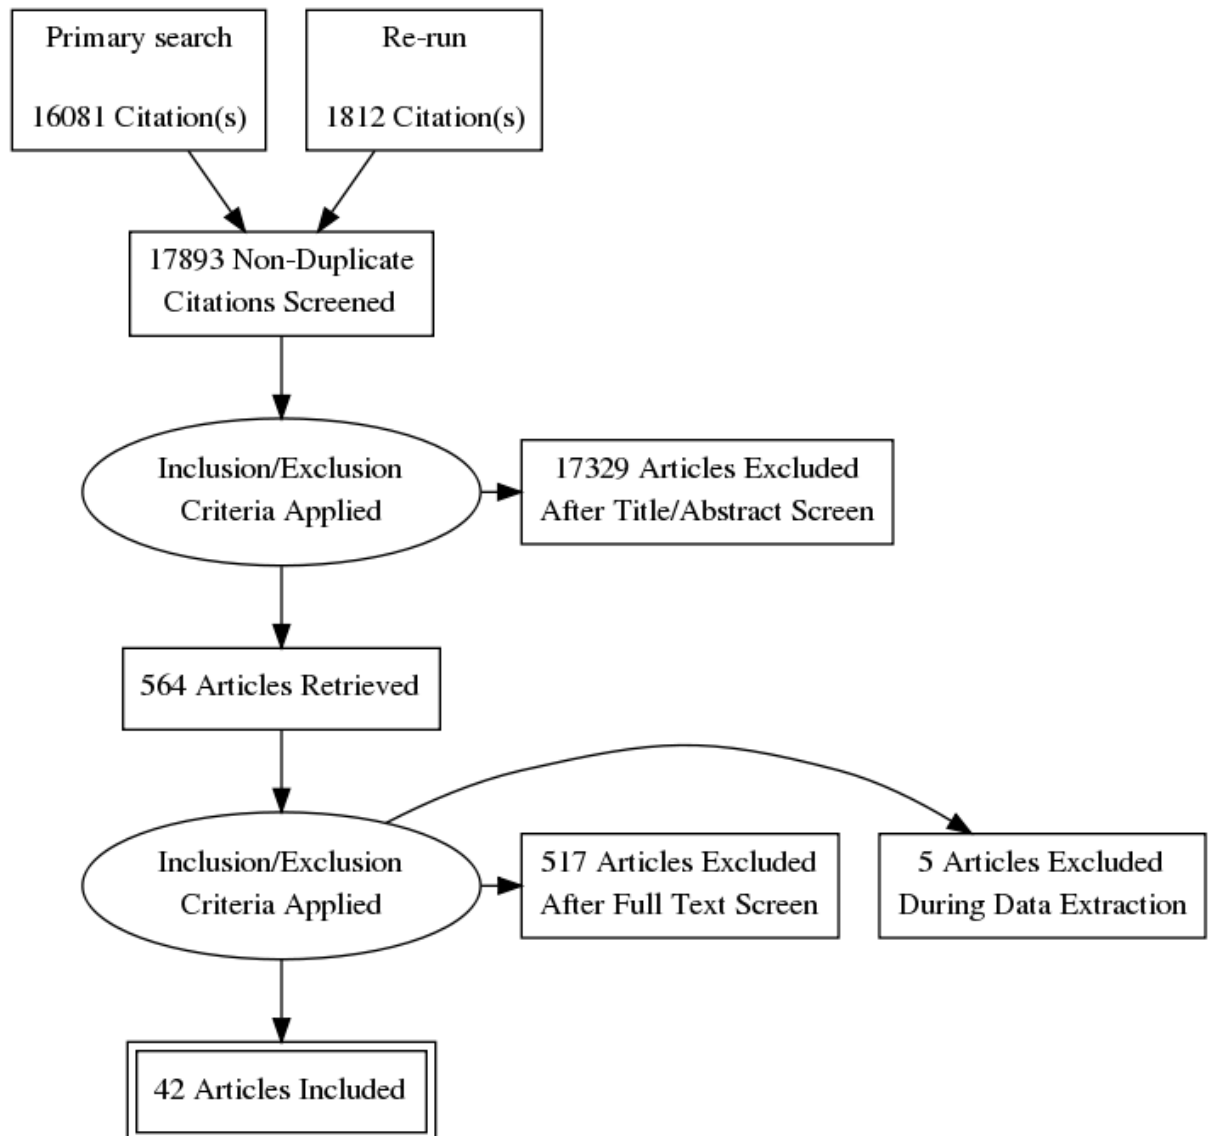 Primary search
16081 Citation(s)
Re-run
1812 Citation(s)
17893 Non-Duplicate
Citations Screened
Inclusion/Exclusion
Criteria Applied
17329 Articles Excluded
After Title/Abstract Screen
564 Articles Retrieved
Inclusion/Exclusion
Criteria Applied
517 Articles Excluded
After Full Text Screen
5 Articles Excluded
During Data Extraction
42 Articles Included